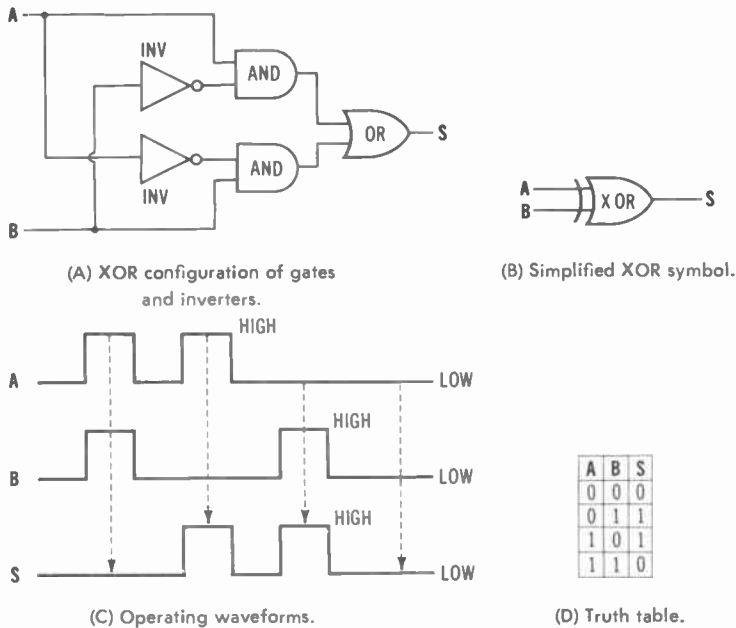 A
INV
AND
OR
S
AND
INV
B
(A) XOR configuration of gates
and inverters.
A
B
XOR
S
(B) Simplified XOR symbol.
HIGH
A
LOW
HIGH
B
LOW
HIGH
S
LOW
(C) Operating waveforms.
A B S
0 0 0
0 1 1
1 0 1
1 1 0
(D) Truth table.